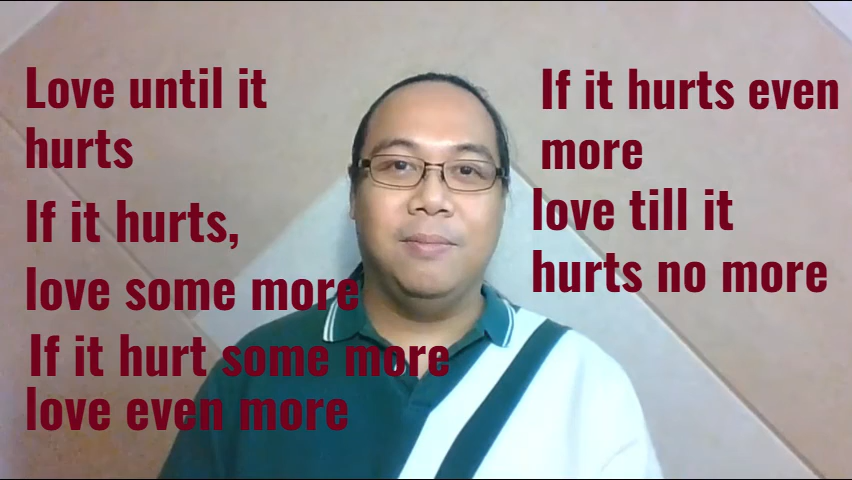 Love until it
hurts
If it hurts,
love some more
If it hurt some more
love even more
If it hurts even
more
love till it
hurts no more